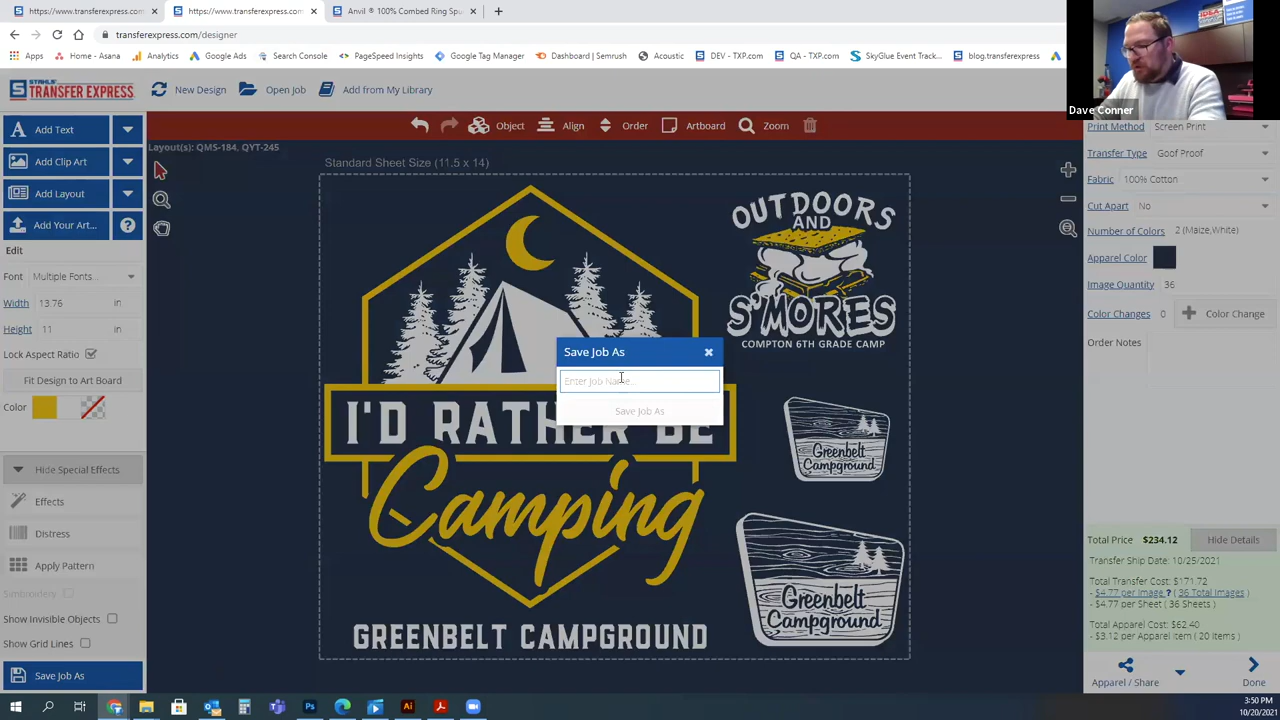 https://www.transferexpress.com/
https://www.transferexpress.com/
Anvil ® 100% Combed Ring Spu
transferexpress.com/designer
Apps
Home - Asana
Analytics
Google Ads
Search Console
PageSpeed Insights
Google Tag Manager
Dashboard | Semrush
Acoustic
DEV - TXP.com
QA - TXP.com
SkyGlue Event Track...
blog.transferexpress
STAHLS'
TRANSFER EXPRESS
New Design
Open Job
Add from My Library
Dave Conner
Add Text
Add Clip Art
Add Layout
Add Your Art...
Edit
Font
Multiple Fonts...
Width
13.76
in
Height
11
in
Lock Aspect Ratio
Fit Design to Art Board
Color
Hide Special Effects
Effects
Distress
Apply Pattern
Simbroidery
Show Invisible Objects
Show Grid Lines
Save Job As
Object
Align
Order
Artboard
Zoom
Layout(s): QMS-184, QYT-245
Standard Sheet Size (11.5 x 14)
OUTDOORS
AND
S'MORES
COMPTON 6TH GRADE CAMP
I'D RATHER BE
Camping
GREENBELT CAMPGROUND
Greenbelt
Campground
Greenbelt
Campground
Save Job As
Enter Job Name...
Save Job As
Print Method
Screen Print
Transfer Type
Goof Proof
Fabric
100% Cotton
Cut Apart
No
Number of Colors
2 (Maize,White)
Apparel Color
Image Quantity
36
Color Changes
0
Color Change
Order Notes
Total Price
$234.12
Hide Details
Transfer Ship Date: 10/25/2021
Total Transfer Cost: $171.72
- $4.77 per Image ? ( 36 Total Images )
- $4.77 per Sheet ( 36 Sheets )
Total Apparel Cost: $62.40
- $3.12 per Apparel Item ( 20 Items )
Apparel / Share
Done
3:50 PM
10/20/2021